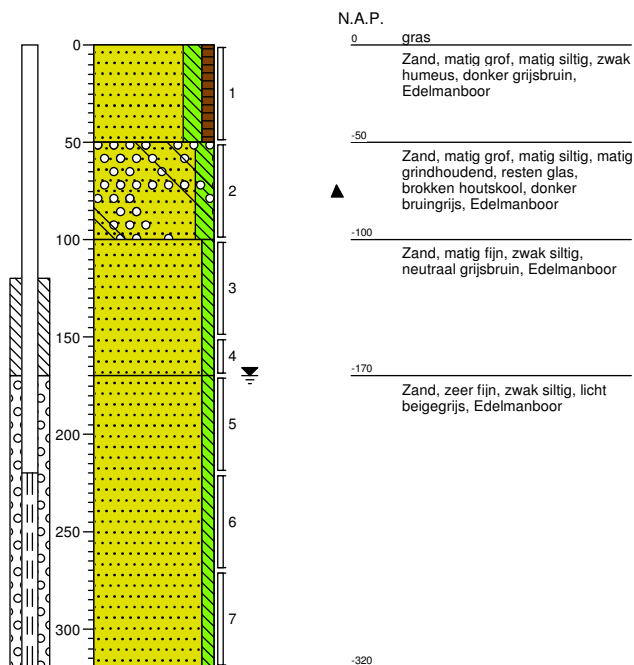 N.A.P.
0
0
gras
Zand, matig grof, matig siltig, zwak
humeus, donker grijsbruin,
Edelmanboor
1
50
-50
Zand, matig grof, matig siltig, matig
grindhoudend, resten glas,
brokken houtskool, donker
bruingrijs, Edelmanboor
2
100
-100
Zand, matig fijn, zwak siltig,
neutraal grijsbruin, Edelmanboor
3
150
4
-170
Zand, zeer fijn, zwak siltig, licht
beigegrijs, Edelmanboor
5
200
250
6
7
300
-320